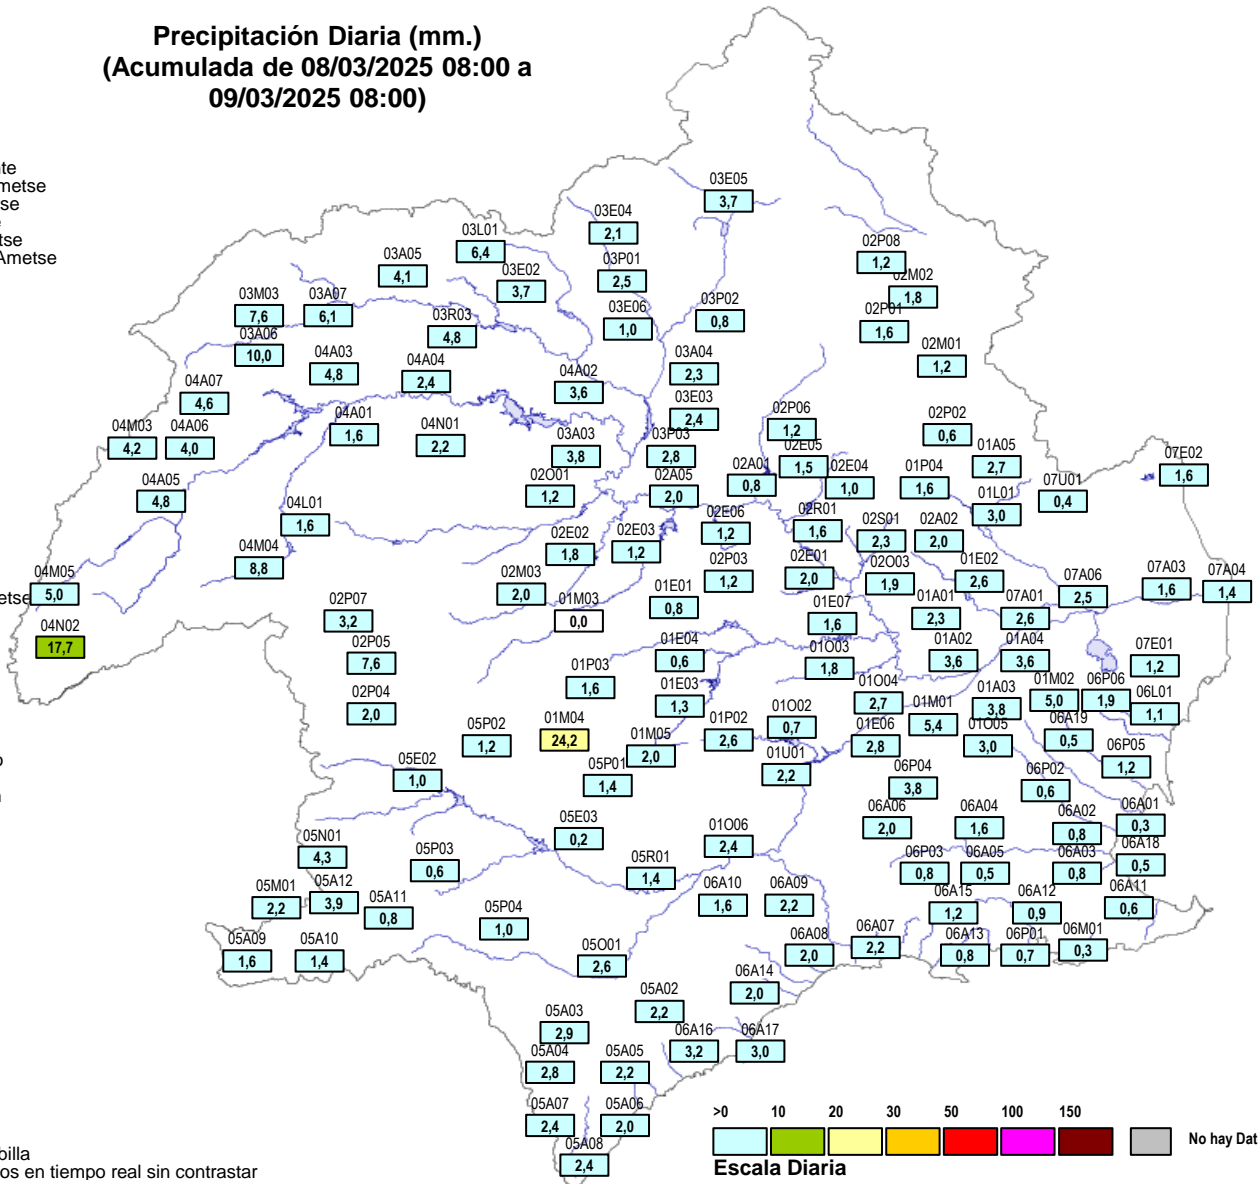 Precipitación Diaria (mm.)
(Acumulada de 08/03/2025 08:00 a
09/03/2025 08:00)
03E05
3,7
03E04
2,1
03L01
6,4
03A05
4,1
03E02
3,7
03P01
2,5
02P08
1,2
02M02
1,8
03M03
7,6
03A07
6,1
03R03
4,8
03E06
1,0
03P02
0,8
02P01
1,6
03A06
10,0
04A03
4,8
04A04
2,4
04A02
3,6
03A04
2,3
02M01
1,2
04A07
4,6
03E03
2,4
04M03
4,2
04A06
4,0
04A01
1,6
04N01
2,2
03A03
3,8
03P03
2,8
02P06
1,2
02P02
0,6
02E05
1,5
01A05
2,7
07E02
1,6
04A05
4,8
02O01
1,2
02A05
2,0
02A01
0,8
02E04
1,0
01P04
1,6
07U01
0,4
01L01
3,0
04L01
1,6
02E02
1,8
02E03
1,2
02E06
1,2
02R01
1,6
02S01
2,3
02A02
2,0
04M04
8,8
04M05
5,0
02M03
2,0
02P03
1,2
02E01
2,0
02O03
1,9
01E02
2,6
07A06
2,5
07A03
1,6
07A04
1,4
etse
04N02
17,7
02P07
3,2
01M03
0,0
01E01
0,8
01E07
1,6
01A01
2,3
07A01
2,6
02P05
7,6
01E04
0,6
01O03
1,8
01A02
3,6
01A04
3,6
07E01
1,2
02P04
2,0
01P03
1,6
01E03
1,3
01O04
2,7
01A03
3,8
01M02
5,0
06P06
1,9
06L01
1,1
05P02
1,2
01M04
24,2
01M05
2,0
01P02
2,6
01O02
0,7
01E06
2,8
01M01
5,4
01O05
3,0
06A19
0,5
06P05
1,2
05E02
1,0
05P01
1,4
01U01
2,2
06P04
3,8
06P02
0,6
05E03
0,2
01O06
2,4
06A06
2,0
06A04
1,6
06A02
0,8
06A01
0,3
05N01
4,3
05P03
0,6
05R01
1,4
06P03
0,8
06A05
0,5
06A03
0,8
06A18
0,5
05M01
2,2
05A12
3,9
05A11
0,8
05P04
1,0
06A10
1,6
06A09
2,2
06A15
1,2
06A12
0,9
06A11
0,6
05A09
1,6
05A10
1,4
05O01
2,6
06A08
2,0
06A07
2,2
06A13
0,8
06P01
0,7
06M01
0,3
05A02
2,2
06A14
2,0
05A03
2,9
06A16
3,2
06A17
3,0
05A04
2,8
05A05
2,2
05A07
2,4
05A06
2,0
05A08
2,4
>0 10 20 30 50 100 150
No hay Dat
Escala Diaria
billa
os en tiempo real sin contrastar